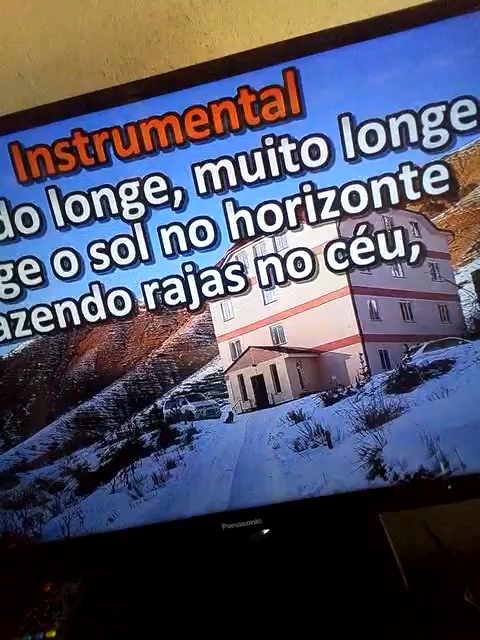 Instrumental
do longe, muito longe
ge o sol no horizonte
azendo rajas no céu,
Panasonic